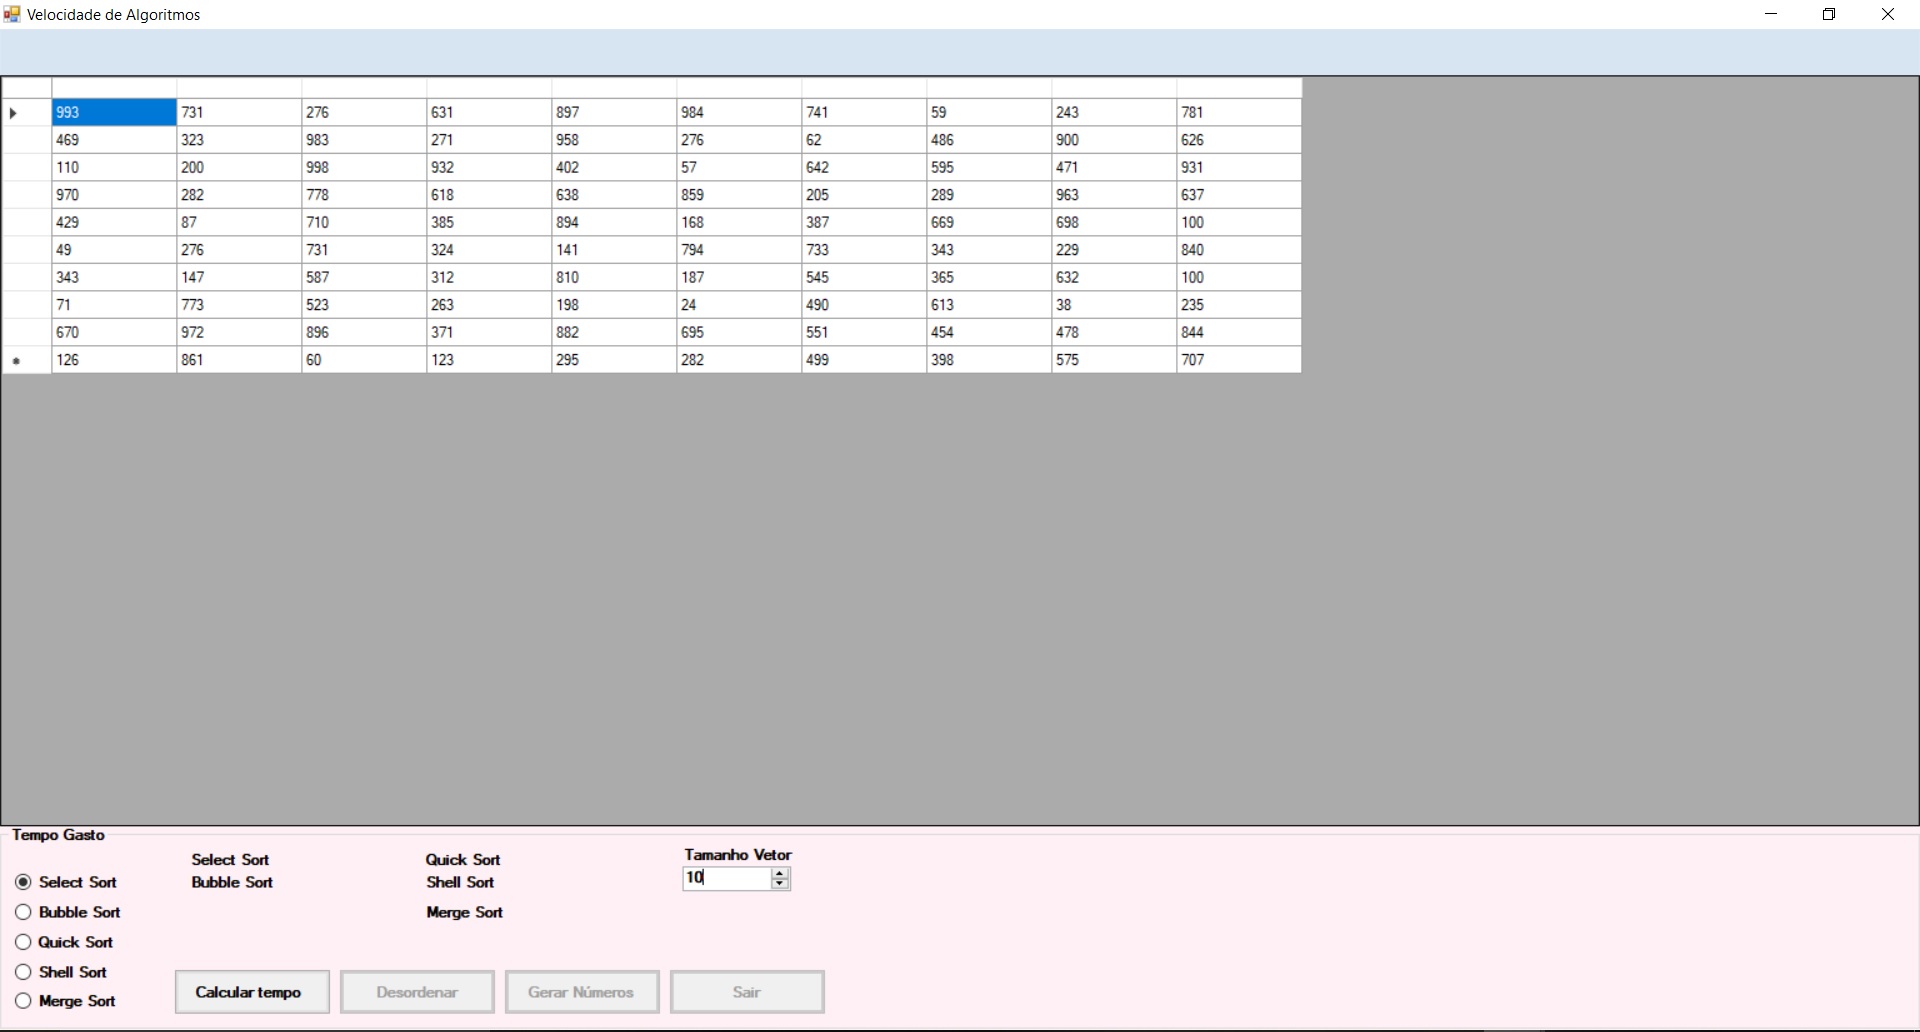 Velocidade de Algoritmos
993 731 276 631 897 984 741 59 243 781
469 323 983 271 958 276 62 486 900 626
110 200 998 932 402 57 642 595 471 931
970 282 778 618 638 859 205 289 963 637
429 87 710 385 894 168 387 669 698 100
49 276 731 324 141 794 733 343 229 840
343 147 587 312 810 187 545 365 632 100
71 773 523 263 198 24 490 613 38 235
670 972 896 371 882 695 551 454 478 844
126 861 60 123 295 282 499 398 575 707
Tempo Gasto
Select Sort
Bubble Sort
Quick Sort
Shell Sort
Merge Sort
Select Sort
Bubble Sort
Quick Sort
Shell Sort
Merge Sort
Tamanho Vetor
10
Calcular tempo Desordenar Gerar Números Sair